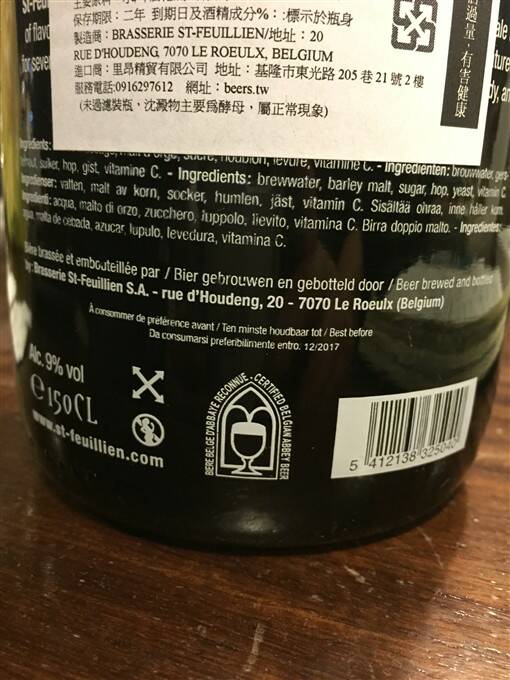 保存期限：二年 到期日及酒精成分%：:標示於瓶身
製造商：BRASSERIE ST-FEUILLIEN/地址：20
RUE D'HOUDENG, 7070 LE ROEULX, BELGIUM
進口商：里昂精貿有限公司 地址：基隆市東光路 205 巷 21 號 2 樓
服務電話:0916297612 網址：beers.tw
(未過濾裝瓶，沈澱物主要爲酵母，屬正常現象)
過量，有害健康
of flavo
for seve
sucre, houblon, levure, vitamine C. - Ingrediënten: brouwwater,
suiker, hop, gist, vitamine C. - Ingredients: brewwater, barley malt, sugar, hop, yeast, vitamin C.
vatten, malt av korn, socker, humlen, jäst, vitamin C. Sisältää ohraa, inne håller korn.
acqua, malto di orzo, zucchero, luppolo, lievito, vitamina C. Birra doppio malto. - Ingredientes:
malta de cebada, azucar, lupulo, levedura, vitamina C.
Bière brassée et embouteillée par / Bier gebrouwen en gebotteld door / Beer brewed and bottled
by: Brasserie St-Feuillien S.A. - rue d'Houdeng, 20 - 7070 Le Roeulx (Belgium)
À consommer de préférence avant / Ten minste houdbaar tot / Best before
Da consumarsi preferibilmente entro. 12/2017
Alc. 9% vol
e 150CL
www.st-feuillien.com
BIÈRE BELGE D'ABBAYE RECONNUE - CERTIFIED BELGIAN ABBEY BEER
5 412138 325040